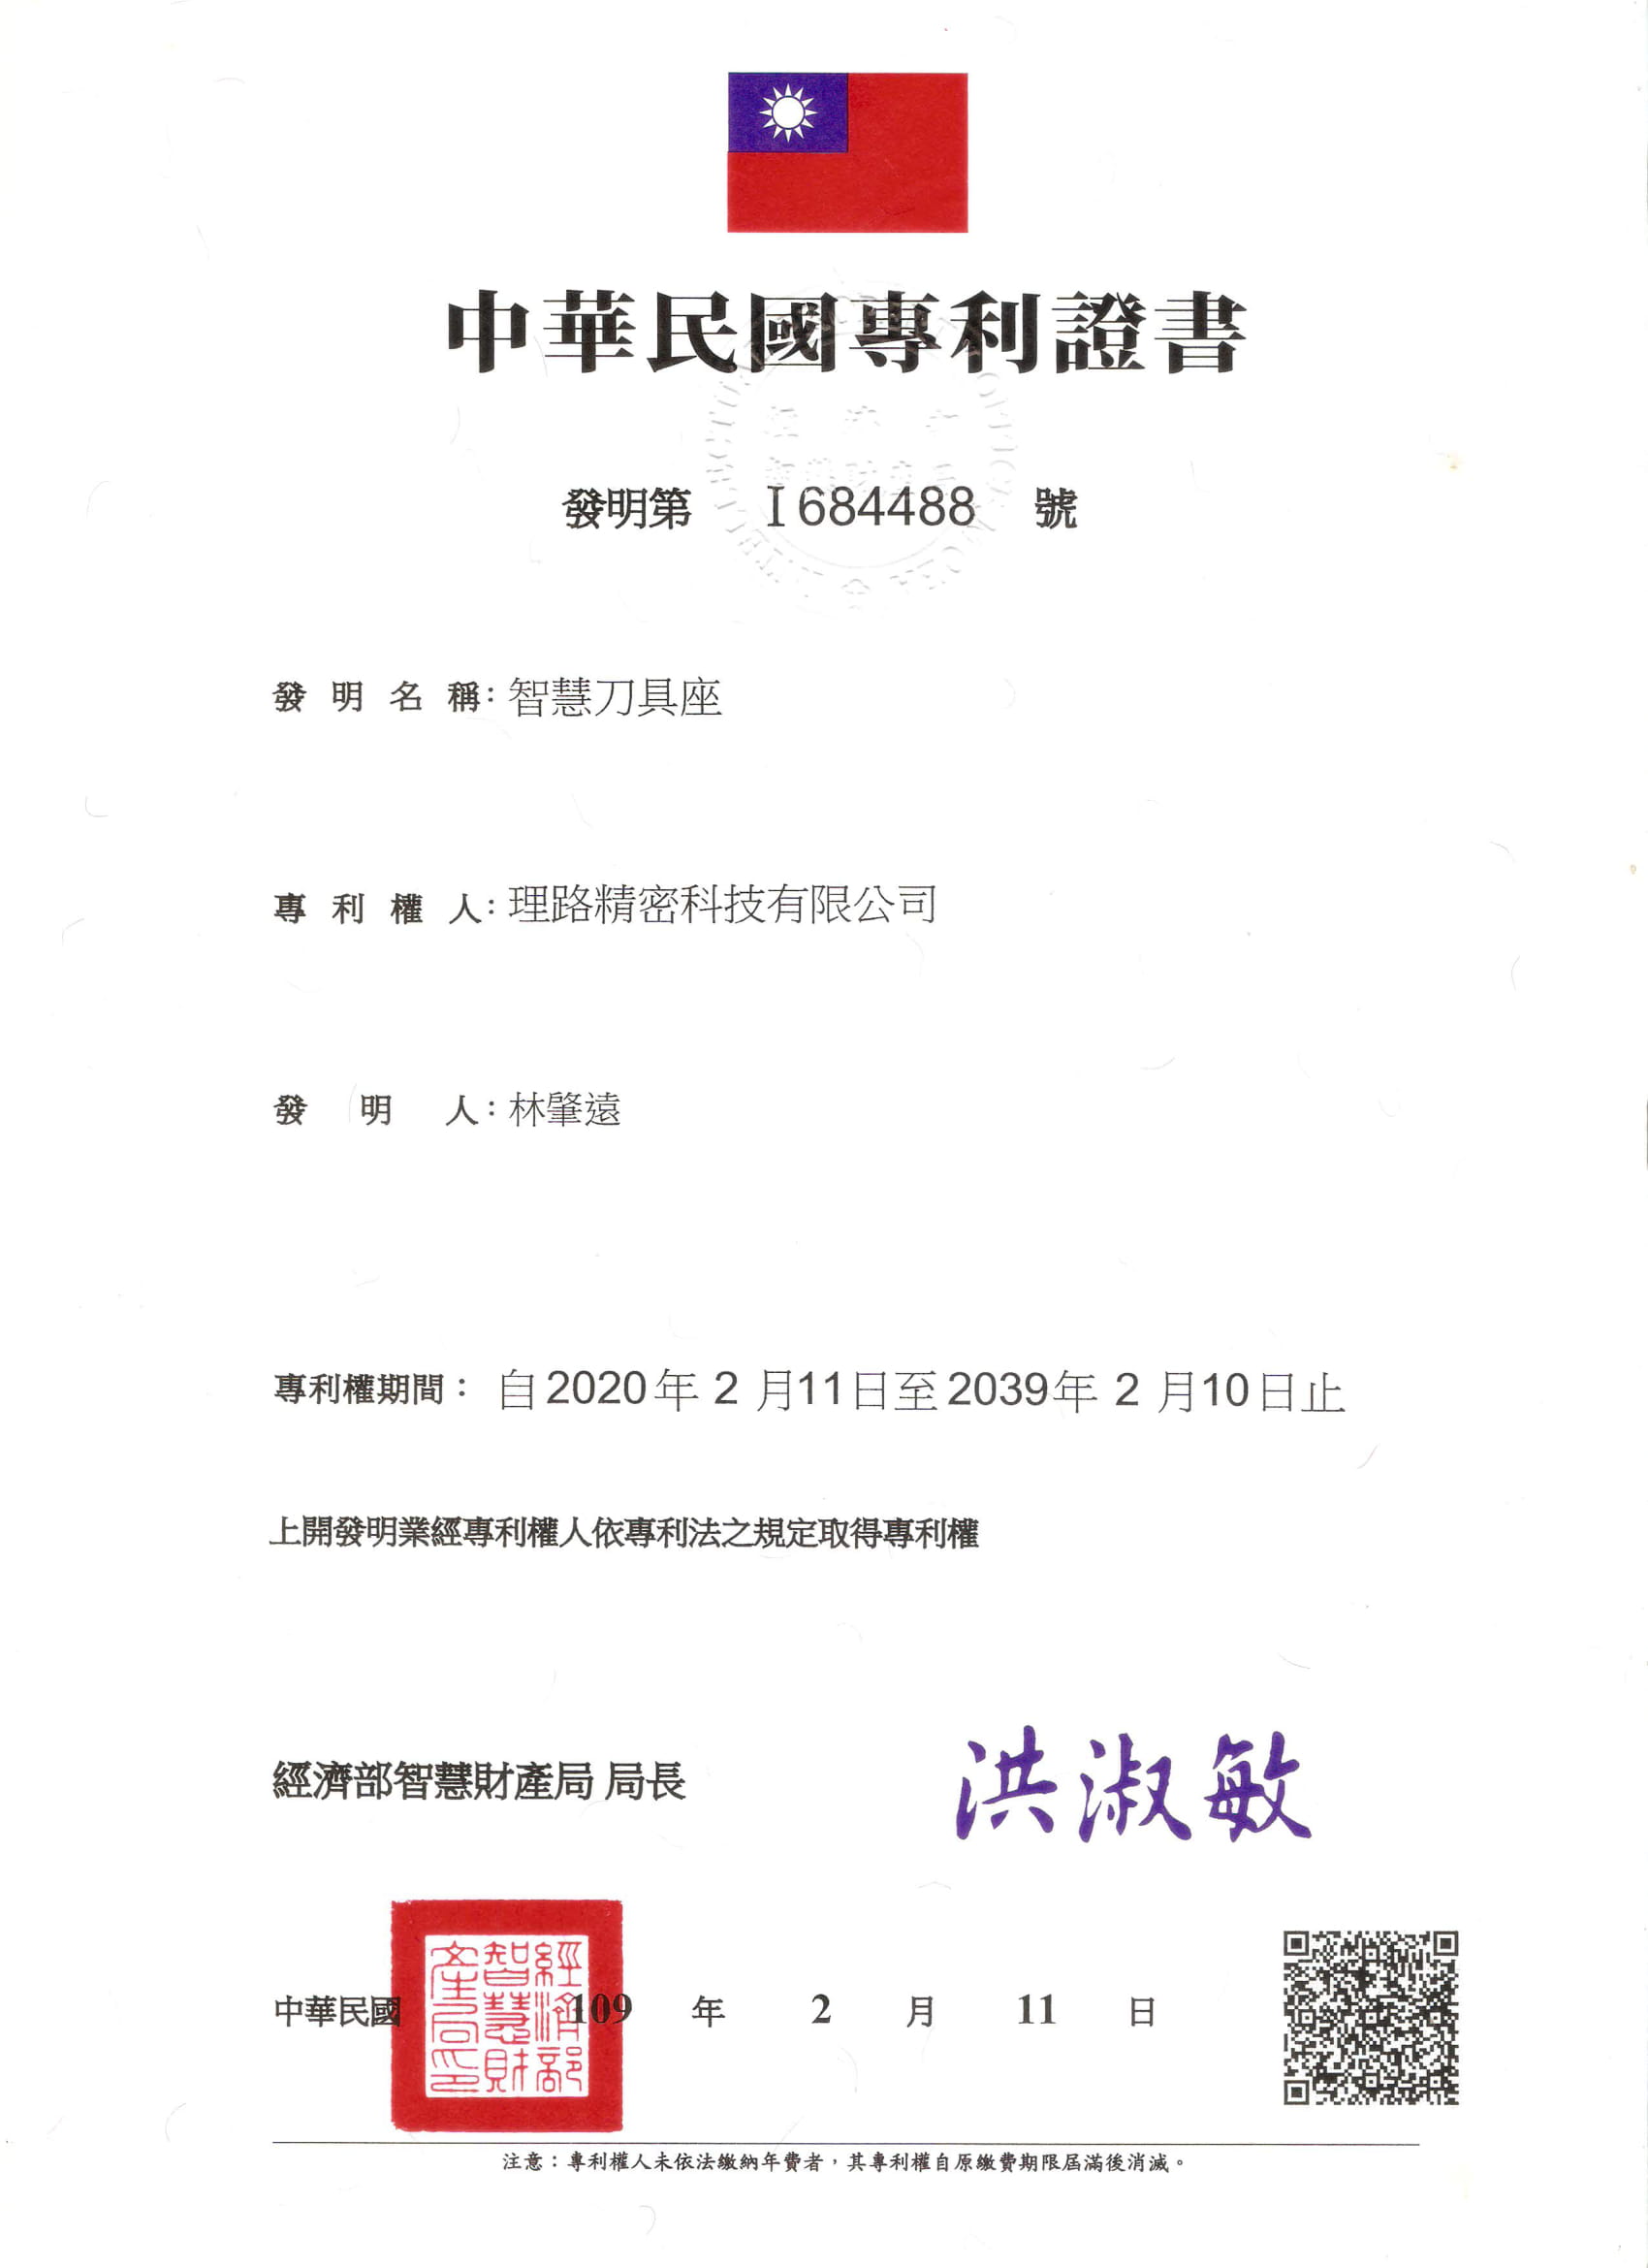 中華民國專利證書
發明第 I684488 號
發明名稱:智慧刀具座
專利權人:理路精密科技有限公司
發明人:林肇遠
專利權期間: 自2020年2月11日至2039年2月10日止
上開發明業經專利權人依專利法之規定取得專利權
經濟部智慧財產局 局長 洪淑敏
經濟部智慧財產局印
中華民國 109 年 2 月 11 日
注意:專利權人未依法繳納年費者,其專利權自原繳費期限屆滿後消滅。